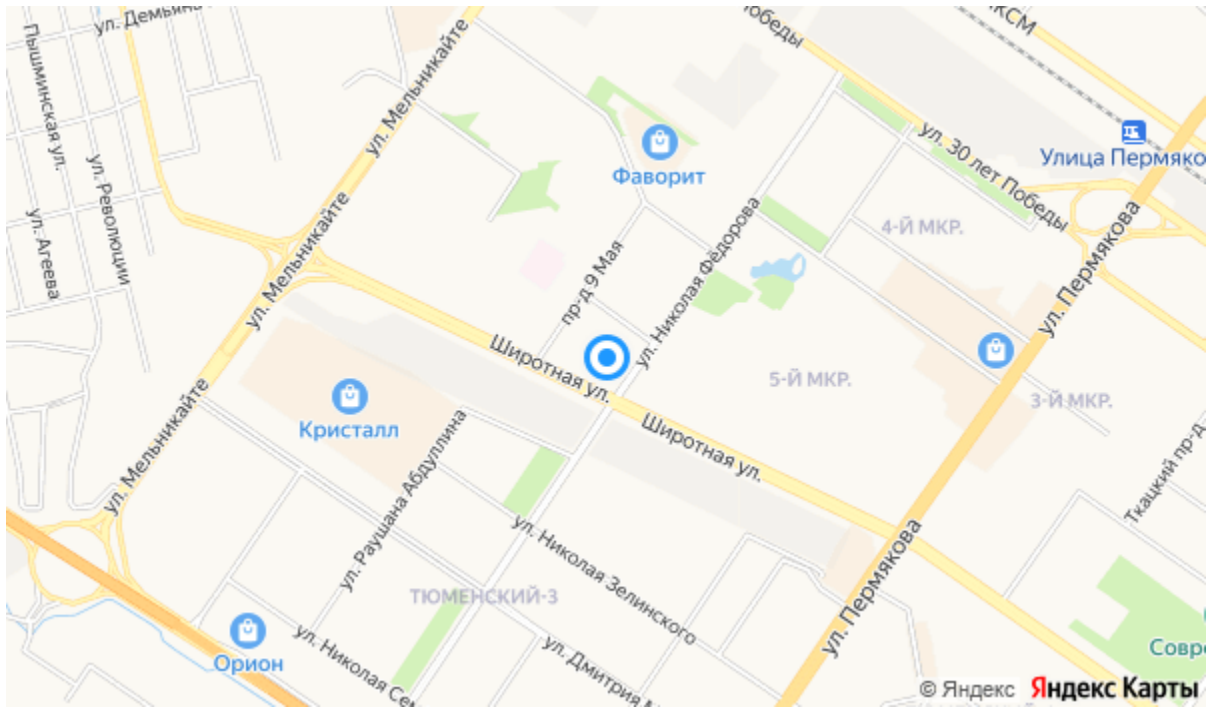 ул. Демьяна
Победы
КСМ
Пышминская ул.
ул. Революции
ул. Агеева
ул. Мельникайте
Фаворит
ул. 30 лет Победы
Улица Пермяко
ул. Мельникайте
пр-д 9 Мая
ул. Николая Фёдорова
4-Й МКР.
ул. Пермякова
Широтная ул.
5-Й МКР.
3-Й МКР.
Кристалл
Широтная ул.
ул. Мельникайте
ул. Раушана Абдуллина
Ткацкий пр-д
ул. Николая Зелинского
ул. Пермякова
ТЮМЕНСКИЙ-3
Орион
ул. Николая Сем
ул. Дмитрия
Совр
© Яндекс Яндекс Карты